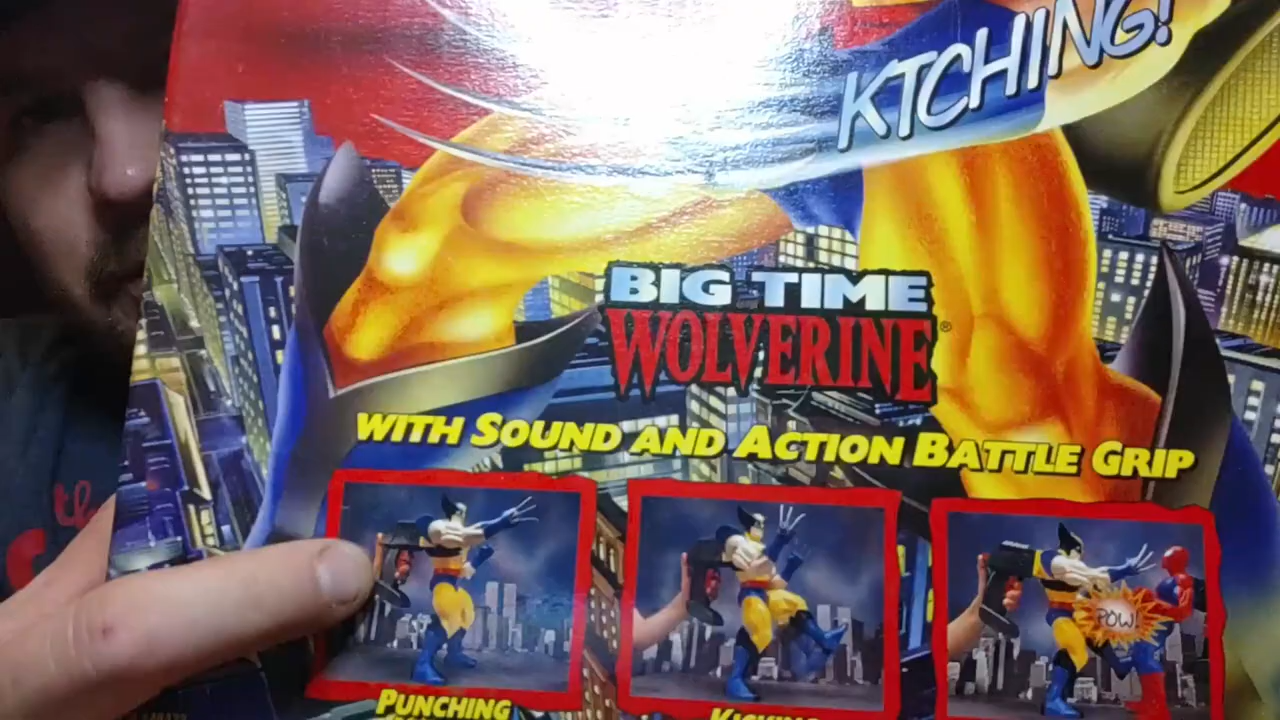 KTCHING!
BIG TIME
WOLVERINE®
WITH SOUND AND ACTION BATTLE GRIP
POW!
PUNCHING